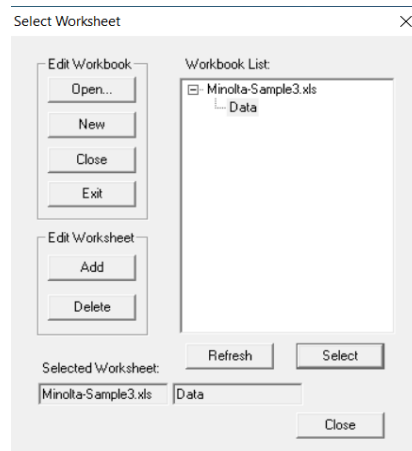 Select Worksheet
Edit Workbook
Open...
New
Close
Exit
Edit Worksheet
Add
Delete
Workbook List:
Minolta-Sample3.xls
Data
Refresh
Select
Selected Worksheet:
Minolta-Sample3.xls
Data
Close